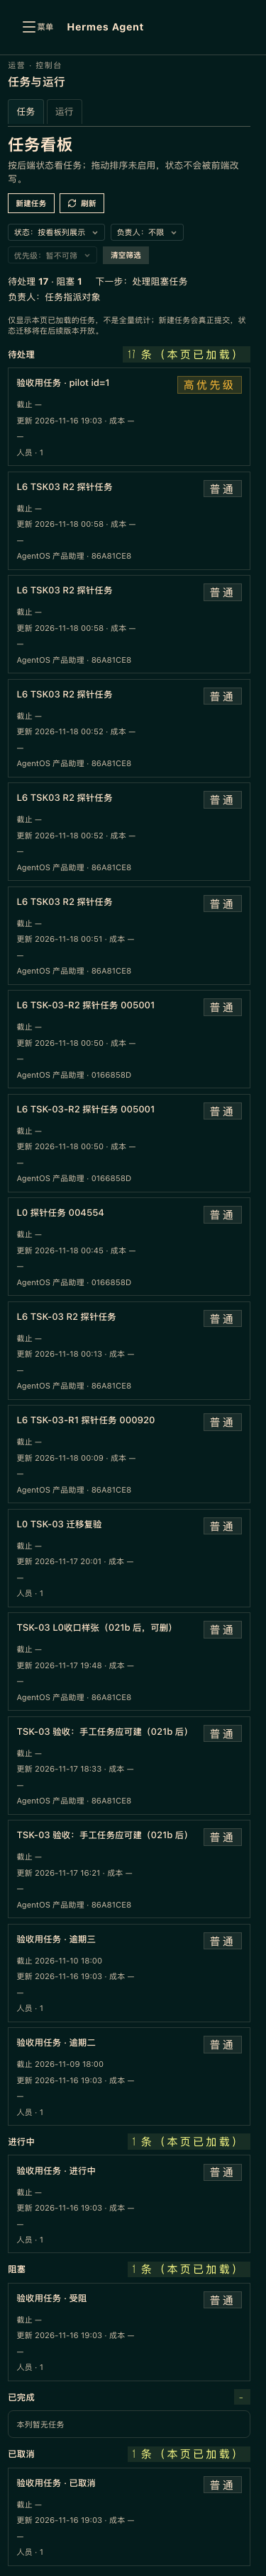 菜单 Hermes Agent
运营 · 控制台
任务与运行
任务 运行
任务看板
按后端状态看任务；拖动排序未启用，状态不会被前端改
写。
新建任务 刷新
状态：按看板列展示 负责人：不限
优先级：暂不可筛 清空筛选
待处理 17 · 阻塞 1 下一步：处理阻塞任务
负责人：任务指派对象
仅显示本页已加载的任务，不是全量统计；新建任务会真正提交，状
态迁移将在后续版本开放。
待处理 17 条（本页已加载）
验收用任务 · pilot id=1 高优先级
截止 —
更新 2026-11-16 19:03 · 成本 —
—
人员 · 1
L6 TSK03 R2 探针任务 普通
截止 —
更新 2026-11-18 00:58 · 成本 —
—
AgentOS 产品助理 · 86A81CE8
L6 TSK03 R2 探针任务 普通
截止 —
更新 2026-11-18 00:58 · 成本 —
—
AgentOS 产品助理 · 86A81CE8
L6 TSK03 R2 探针任务 普通
截止 —
更新 2026-11-18 00:52 · 成本 —
—
AgentOS 产品助理 · 86A81CE8
L6 TSK03 R2 探针任务 普通
截止 —
更新 2026-11-18 00:52 · 成本 —
—
AgentOS 产品助理 · 86A81CE8
L6 TSK03 R2 探针任务 普通
截止 —
更新 2026-11-18 00:51 · 成本 —
—
AgentOS 产品助理 · 86A81CE8
L6 TSK-03-R2 探针任务 005001 普通
截止 —
更新 2026-11-18 00:50 · 成本 —
—
AgentOS 产品助理 · 0166858D
L6 TSK-03-R2 探针任务 005001 普通
截止 —
更新 2026-11-18 00:50 · 成本 —
—
AgentOS 产品助理 · 0166858D
L0 探针任务 004554 普通
截止 —
更新 2026-11-18 00:45 · 成本 —
—
AgentOS 产品助理 · 0166858D
L6 TSK-03 R2 探针任务 普通
截止 —
更新 2026-11-18 00:13 · 成本 —
—
AgentOS 产品助理 · 86A81CE8
L6 TSK-03-R1 探针任务 000920 普通
截止 —
更新 2026-11-18 00:09 · 成本 —
—
AgentOS 产品助理 · 86A81CE8
L0 TSK-03 迁移复验 普通
截止 —
更新 2026-11-17 20:01 · 成本 —
—
人员 · 1
TSK-03 L0收口样张（021b 后，可删） 普通
截止 —
更新 2026-11-17 19:48 · 成本 —
—
AgentOS 产品助理 · 86A81CE8
TSK-03 验收：手工任务应可建（021b 后） 普通
截止 —
更新 2026-11-17 18:33 · 成本 —
—
AgentOS 产品助理 · 86A81CE8
TSK-03 验收：手工任务应可建（021b 后） 普通
截止 —
更新 2026-11-17 16:21 · 成本 —
—
AgentOS 产品助理 · 86A81CE8
验收用任务 · 逾期三 普通
截止 2026-11-10 18:00
更新 2026-11-16 19:03 · 成本 —
—
人员 · 1
验收用任务 · 逾期二 普通
截止 2026-11-09 18:00
更新 2026-11-16 19:03 · 成本 —
—
人员 · 1
进行中 1 条（本页已加载）
验收用任务 · 进行中 普通
截止 —
更新 2026-11-16 19:03 · 成本 —
—
人员 · 1
阻塞 1 条（本页已加载）
验收用任务 · 受阻 普通
截止 —
更新 2026-11-16 19:03 · 成本 —
—
人员 · 1
已完成 –
本列暂无任务
已取消 1 条（本页已加载）
验收用任务 · 已取消 普通
截止 —
更新 2026-11-16 19:03 · 成本 —
—
人员 · 1